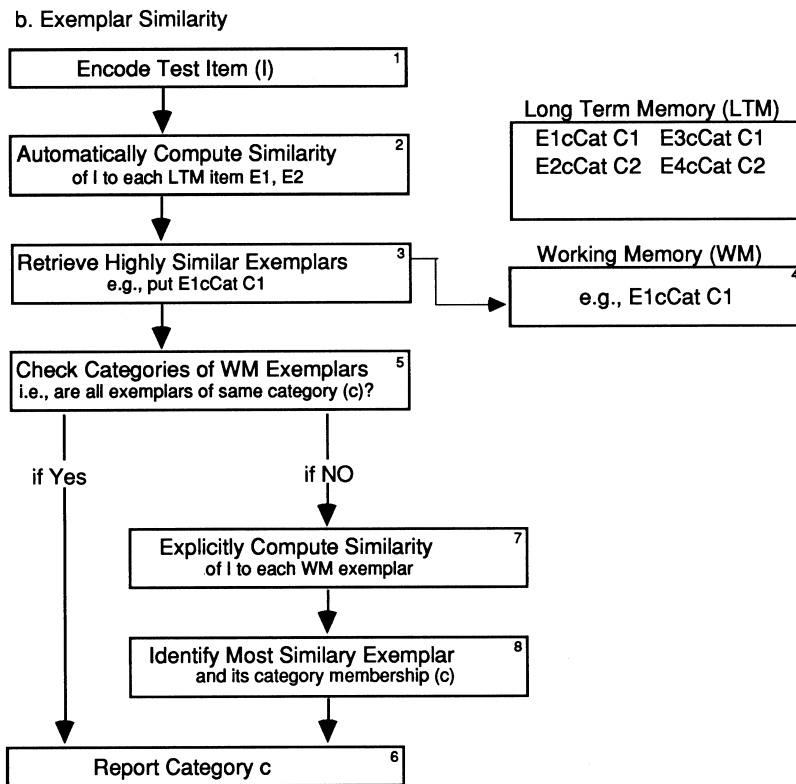 b. Exemplar Similarity
1
Encode Test Item (I)
2
Automatically Compute Similarity
of I to each LTM item E1, E2
3
Retrieve Highly Similar Exemplars
e.g., put E1cCat C1
Long Term Memory (LTM)
E1cCat C1 E3cCat C1
E2cCat C2 E4cCat C2
Working Memory (WM)
4
e.g., E1cCat C1
5
Check Categories of WM Exemplars
i.e., are all exemplars of same category (c)?
if Yes
if NO
7
Explicitly Compute Similarity
of I to each WM exemplar
8
Identify Most Similary Exemplar
and its category membership (c)
6
Report Category c